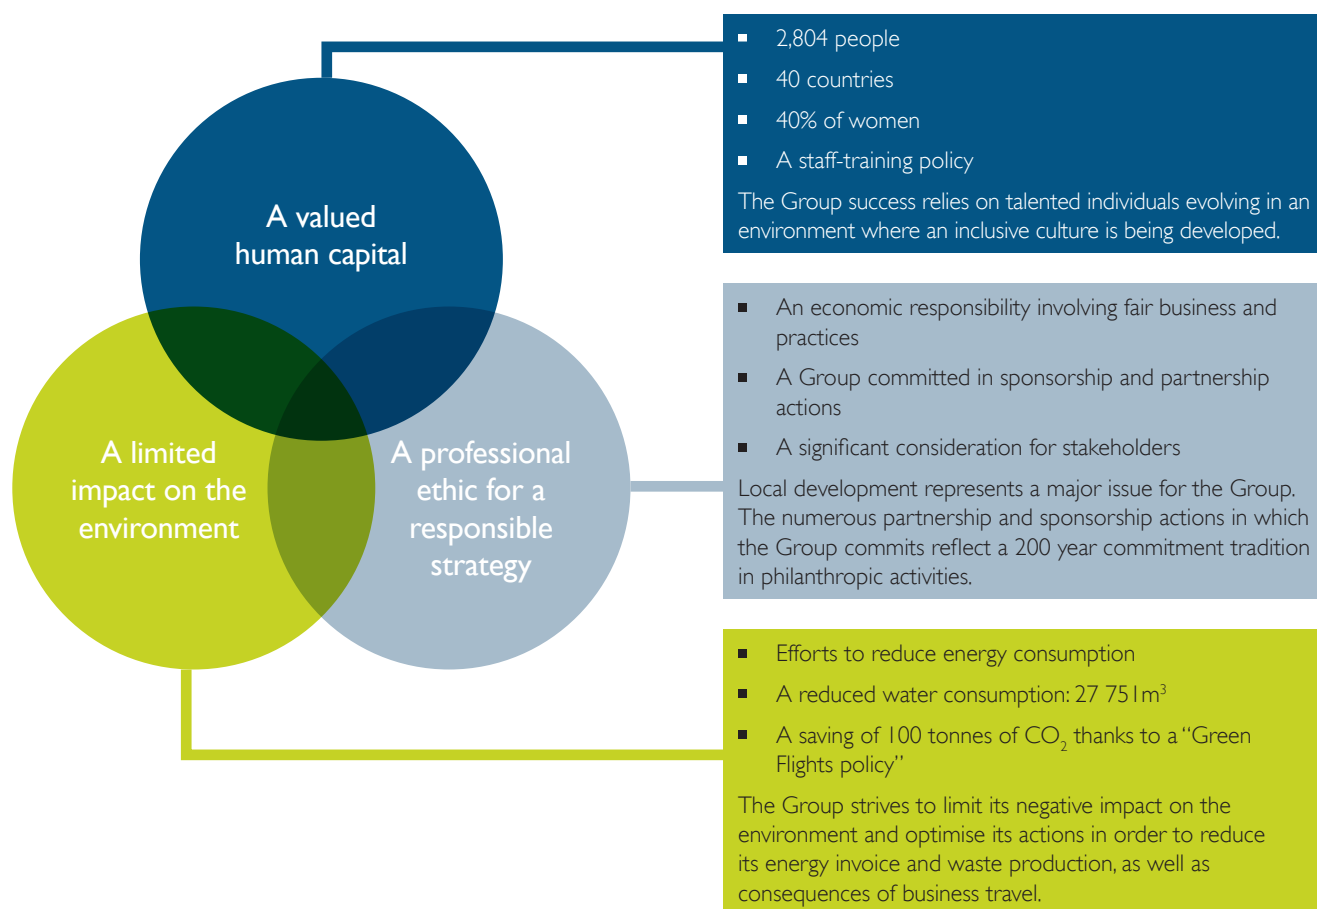 A valued
human capital
A limited
impact on the
environment
A professional
ethic for a
responsible
strategy
2,804 people
40 countries
40% of women
A staff-training policy
The Group success relies on talented individuals evolving in an
environment where an inclusive culture is being developed.
An economic responsibility involving fair business and
practices
A Group committed in sponsorship and partnership
actions
A significant consideration for stakeholders
Local development represents a major issue for the Group.
The numerous partnership and sponsorship actions in which
the Group commits reflect a 200 year commitment tradition
in philanthropic activities.
Efforts to reduce energy consumption
A reduced water consumption: 27 751m³
A saving of 100 tonnes of CO₂ thanks to a “Green
Flights policy”
The Group strives to limit its negative impact on the
environment and optimise its actions in order to reduce
its energy invoice and waste production, as well as
consequences of business travel.